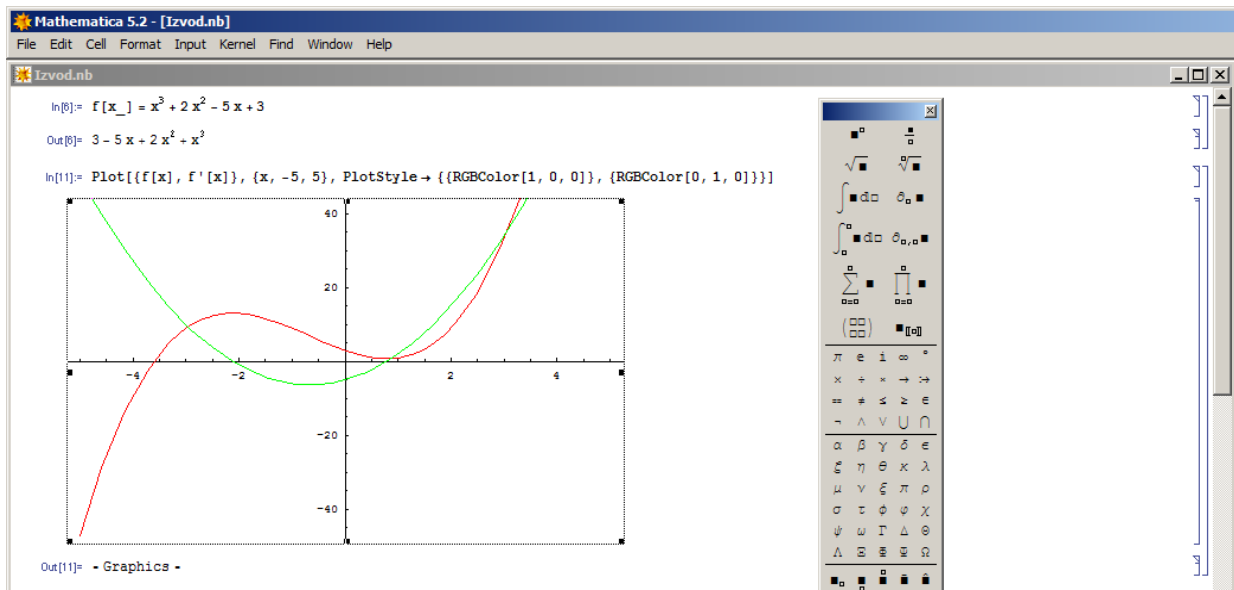 Mathematica 5.2 - [Izvod.nb]
File Edit Cell Format Input Kernel Find Window Help
Izvod.nb
In[6]:= f[x_] = x³ + 2 x² - 5 x + 3
Out[6]= 3 - 5 x + 2 x² + x³
In[11]:= Plot[{f[x], f'[x]}, {x, -5, 5}, PlotStyle → {{RGBColor[1, 0, 0]}, {RGBColor[0, 1, 0]}}]
40
20
-4 -2 2 4
-20
-40
Out[11]= - Graphics -
■▫ ■/▫
√■ ▫√■
∫■ d▫ ∂▫ ■
∫▫▫ ■ d▫ ∂▫,▫ ■
∑ ▫ ▫=▫ ■ ∏ ▫ ▫=▫ ■
(▫▫ ▫▫) ■[[▫]]
π e i ∞ °
× ÷ × → :→
== ≠ ≤ ≥ ∈
¬ ∧ ∨ ∪ ∩
α β γ δ ϵ
ζ η θ κ λ
μ ν ξ π ρ
σ τ ϕ φ χ
ψ ω Γ Δ Θ
Λ Ξ Φ Ψ Ω